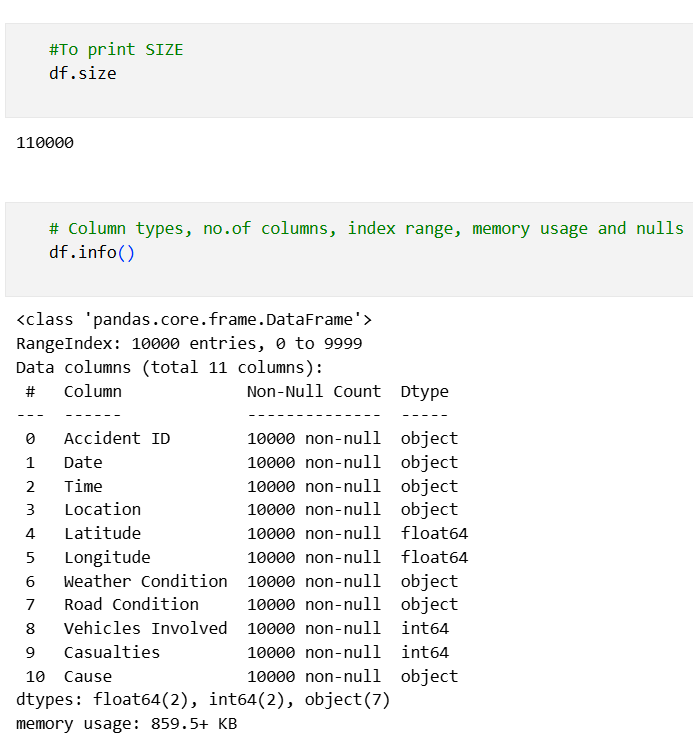 #To print SIZE
df.size
110000
# Column types, no.of columns, index range, memory usage and nulls
df.info()
<class 'pandas.core.frame.DataFrame'>
RangeIndex: 10000 entries, 0 to 9999
Data columns (total 11 columns):
 #   Column              Non-Null Count  Dtype
---  ------              --------------  -----
 0   Accident ID         10000 non-null  object
 1   Date                10000 non-null  object
 2   Time                10000 non-null  object
 3   Location            10000 non-null  object
 4   Latitude            10000 non-null  float64
 5   Longitude           10000 non-null  float64
 6   Weather Condition   10000 non-null  object
 7   Road Condition      10000 non-null  object
 8   Vehicles Involved   10000 non-null  int64
 9   Casualties          10000 non-null  int64
 10  Cause               10000 non-null  object
dtypes: float64(2), int64(2), object(7)
memory usage: 859.5+ KB